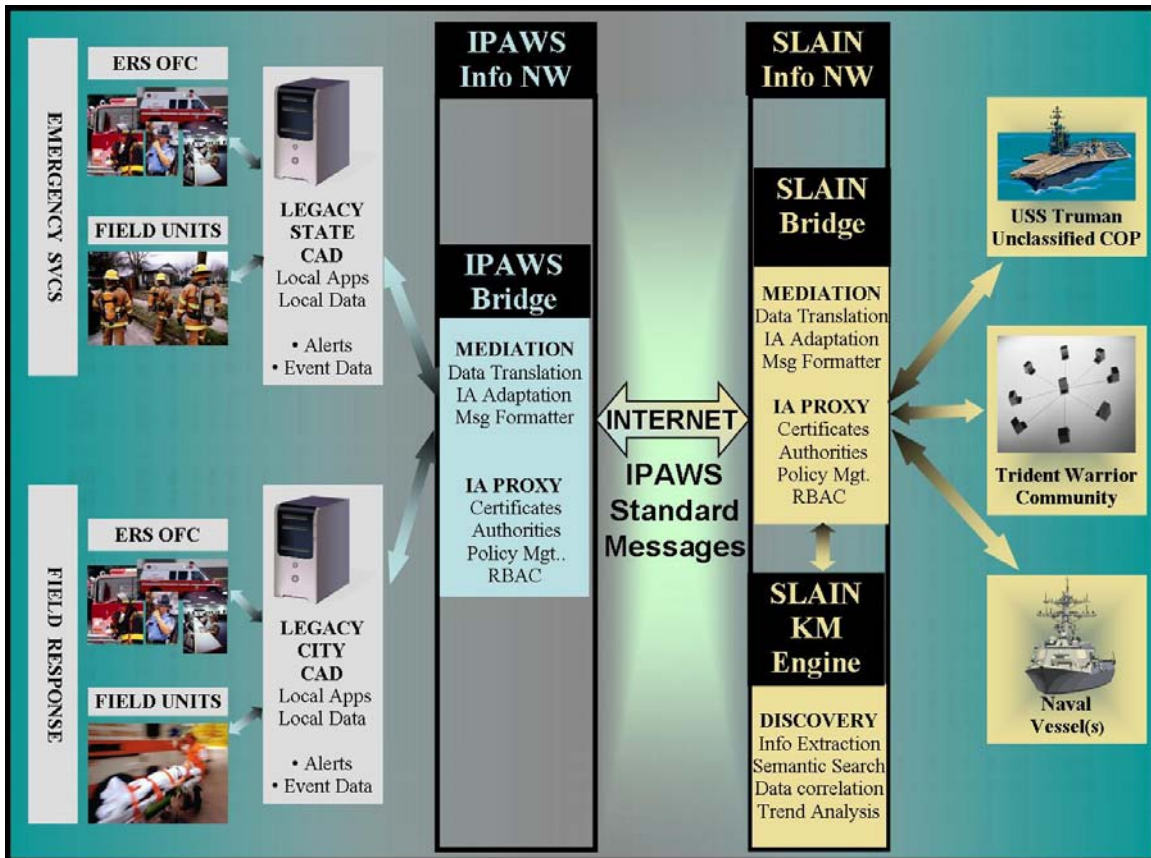 EMERGENCY SVCS
ERS OFC
FIELD UNITS
LEGACY
STATE
CAD
Local Apps
Local Data
• Alerts
• Event Data
FIELD RESPONSE
ERS OFC
FIELD UNITS
LEGACY
CITY
CAD
Local Apps
Local Data
• Alerts
• Event Data
IPAWS
Info NW
IPAWS
Bridge
MEDIATION
Data Translation
IA Adaptation
Msg Formatter
IA PROXY
Certificates
Authorities
Policy Mgt..
RBAC
INTERNET
IPAWS
Standard
Messages
SLAIN
Info NW
SLAIN
Bridge
MEDIATION
Data Translation
IA Adaptation
Msg Formatter
IA PROXY
Certificates
Authorities
Policy Mgt.
RBAC
SLAIN
KM
Engine
DISCOVERY
Info Extraction
Semantic Search
Data correlation
Trend Analysis
USS Truman
Unclassified COP
Trident Warrior
Community
Naval
Vessel(s)